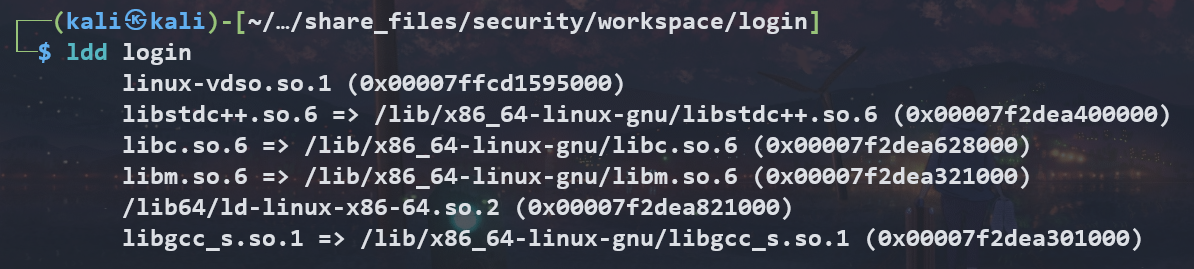 ┌──(kali㉿kali)-[~/…/share_files/security/workspace/login]
└─$ ldd login
linux-vdso.so.1 (0x00007ffcd1595000)
libstdc++.so.6 => /lib/x86_64-linux-gnu/libstdc++.so.6 (0x00007f2dea400000)
libc.so.6 => /lib/x86_64-linux-gnu/libc.so.6 (0x00007f2dea628000)
libm.so.6 => /lib/x86_64-linux-gnu/libm.so.6 (0x00007f2dea321000)
/lib64/ld-linux-x86-64.so.2 (0x00007f2dea821000)
libgcc_s.so.1 => /lib/x86_64-linux-gnu/libgcc_s.so.1 (0x00007f2dea301000)